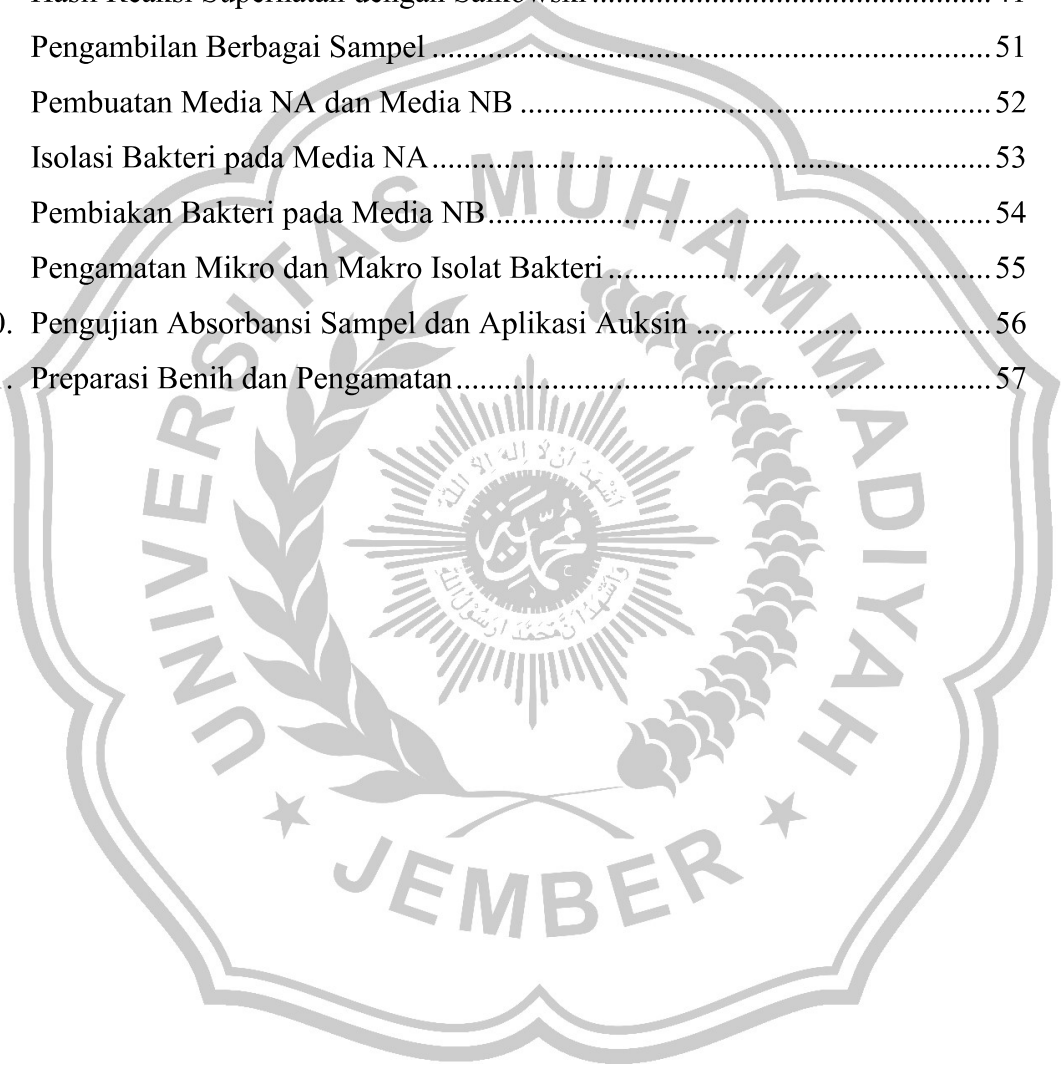 Pengambilan Berbagai Sampel ................................ 51
Pembuatan Media NA dan Media NB ................................ 52
Isolasi Bakteri pada Media NA ................................ 53
Pembiakan Bakteri pada Media NB ................................ 54
Pengamatan Mikro dan Makro Isolat Bakteri ................................ 55
0. Pengujian Absorbansi Sampel dan Aplikasi Auksin ................................ 56
. Preparasi Benih dan Pengamatan ................................ 57
UNIVERSITAS MUHAMMADIYAH
JEMBER